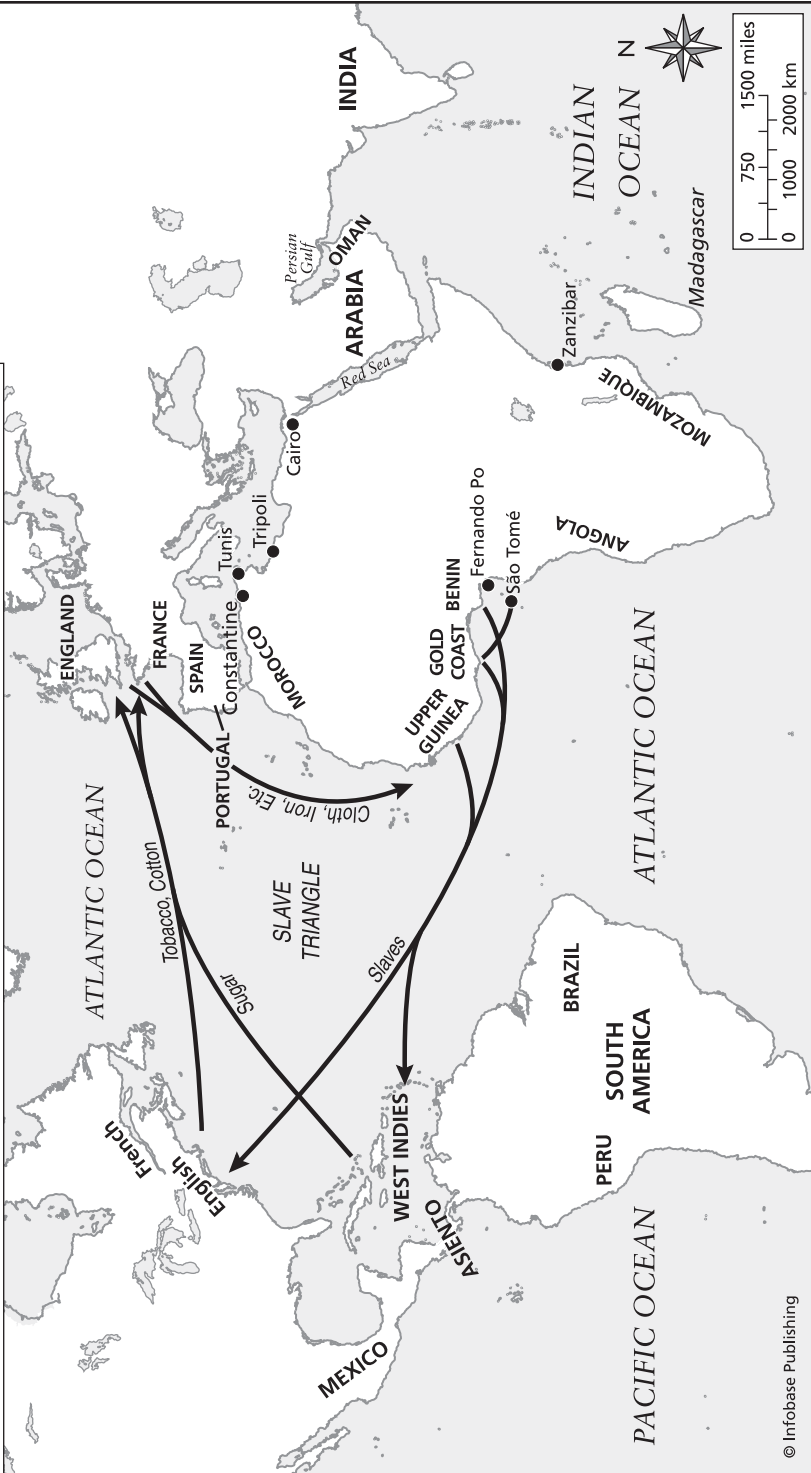 ENGLAND
FRANCE
SPAIN
PORTUGAL
Constantine
Tunis
Tripoli
Cairo
MOROCCO
Persian
Gulf
OMAN
ARABIA
Red Sea
INDIA
ATLANTIC OCEAN
French
English
Tobacco, Cotton
Sugar
Cloth, Iron, Etc.
SLAVE
TRIANGLE
Slaves
MEXICO
WEST INDIES
ASIENTO
UPPER
GUINEA
GOLD
COAST
BENIN
Fernando Po
São Tomé
Zanzibar
ANGOLA
MOZAMBIQUE
Madagascar
INDIAN
OCEAN
BRAZIL
SOUTH
AMERICA
PERU
PACIFIC OCEAN
ATLANTIC OCEAN
N
0 750 1500 miles
0 1000 2000 km
© Infobase Publishing